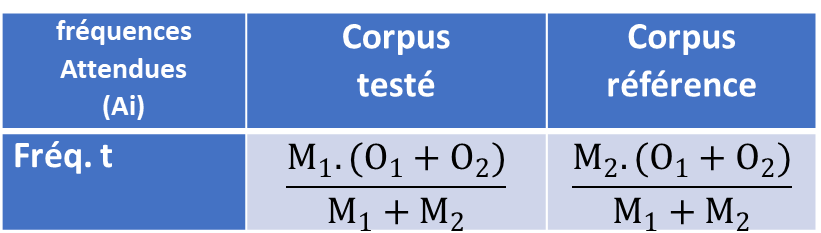 fréquences
Attendues
(Ai)
Corpus
testé
Corpus
référence
Fréq. t
M₁.(O₁ + O₂)
M₁ + M₂
M₂.(O₁ + O₂)
M₁ + M₂